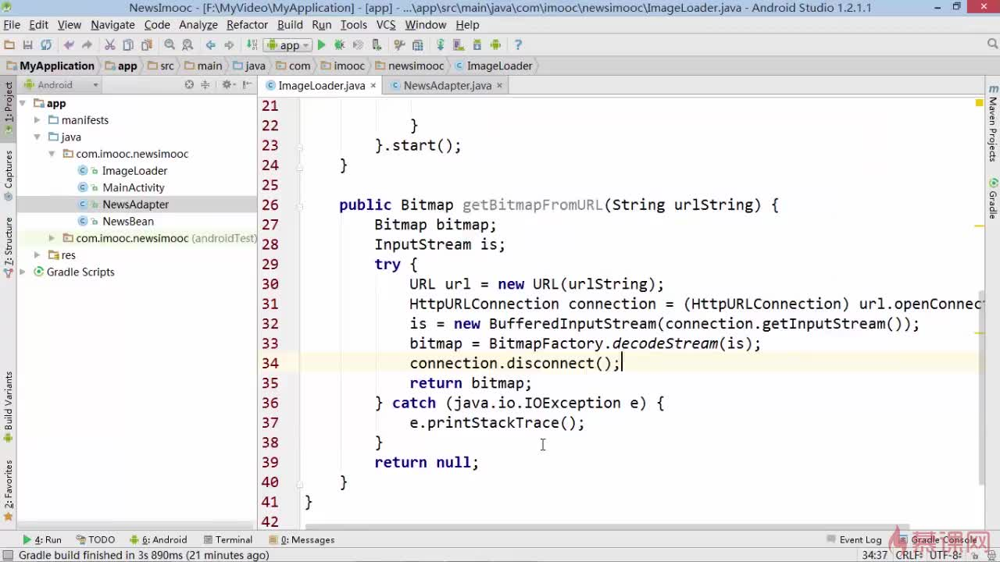 NewsImooc - [F:\MyVideo\MyApplication] - [app] - ...\app\src\main\java\com\imooc\newsimooc\ImageLoader.java - Android Studio 1.2.1.1
File Edit View Navigate Code Analyze Refactor Build Run Tools VCS Window Help
app
MyApplication app src main java com imooc newsimooc ImageLoader
Android
ImageLoader.java × NewsAdapter.java ×
1: Project
Captures
Z: Structure
Build Variants
2: Favorites
app
manifests
java
com.imooc.newsimooc
ImageLoader
MainActivity
NewsAdapter
NewsBean
com.imooc.newsimooc (androidTest)
res
Gradle Scripts
21
22 }
23 }.start();
24 }
25
26 public Bitmap getBitmapFromURL(String urlString) {
27 Bitmap bitmap;
28 InputStream is;
29 try {
30 URL url = new URL(urlString);
31 HttpURLConnection connection = (HttpURLConnection) url.openConnec
32 is = new BufferedInputStream(connection.getInputStream());
33 bitmap = BitmapFactory.decodeStream(is);
34 connection.disconnect();
35 return bitmap;
36 } catch (java.io.IOException e) {
37 e.printStackTrace();
38 }
39 return null;
40 }
41 }
42
Maven Projects
Gradle
4: Run TODO 6: Android Terminal 0: Messages Event Log Gradle Console
慕课网
Gradle build finished in 3s 890ms (21 minutes ago) 34:37 CRLF÷ UTF-8÷